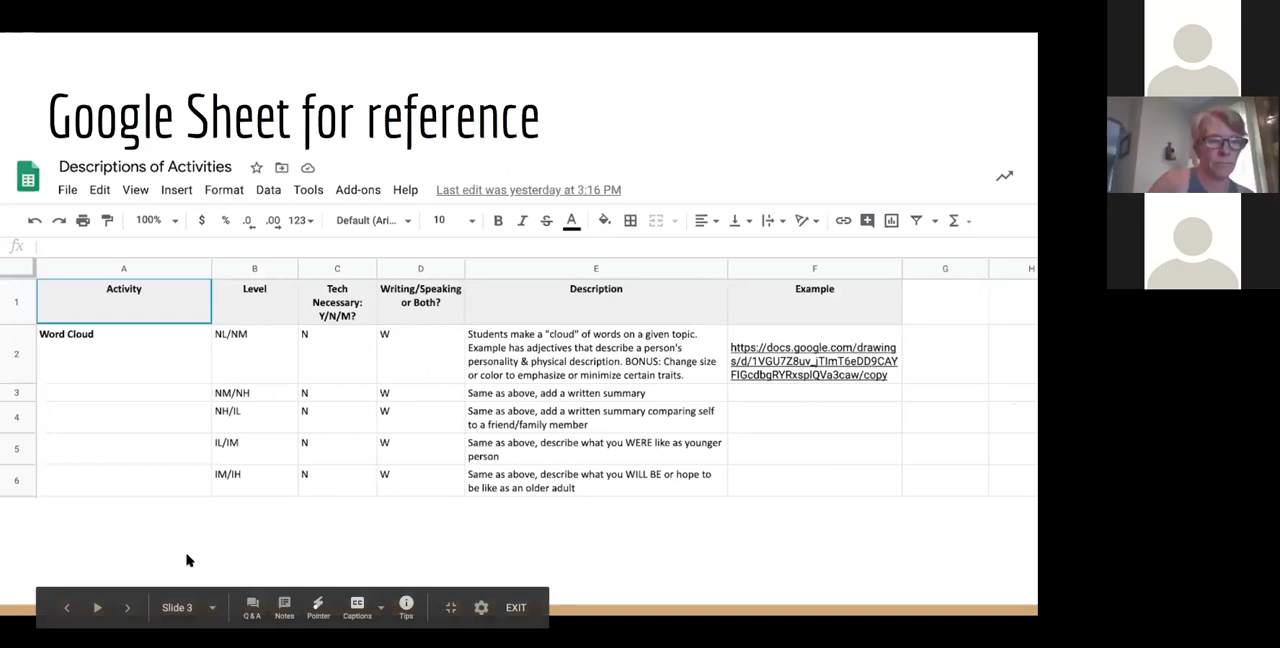 Google Sheet for reference
Descriptions of Activities
File Edit View Insert Format Data Tools Add-ons Help Last edit was yesterday at 3:16 PM
100% $ % .0 .00 123 Default (Ari... 10 B I S A
fx
A B C D E F G H
1 Activity Level Tech Necessary: Y/N/M? Writing/Speaking or Both? Description Example
2 Word Cloud NL/NM N W Students make a "cloud" of words on a given topic.
Example has adjectives that describe a person's
personality & physical description. BONUS: Change size
or color to emphasize or minimize certain traits.
https://docs.google.com/drawing
s/d/1VGU7Z8uv_jTImT6eDD9CAY
FIGcdbgRYRxsplQVa3caw/copy
3 NM/NH N W Same as above, add a written summary
4 NH/IL N W Same as above, add a written summary comparing self
to a friend/family member
5 IL/IM N W Same as above, describe what you WERE like as younger
person
6 IM/IH N W Same as above, describe what you WILL BE or hope to
be like as an older adult
Slide 3 Q & A Notes Pointer Captions Tips EXIT